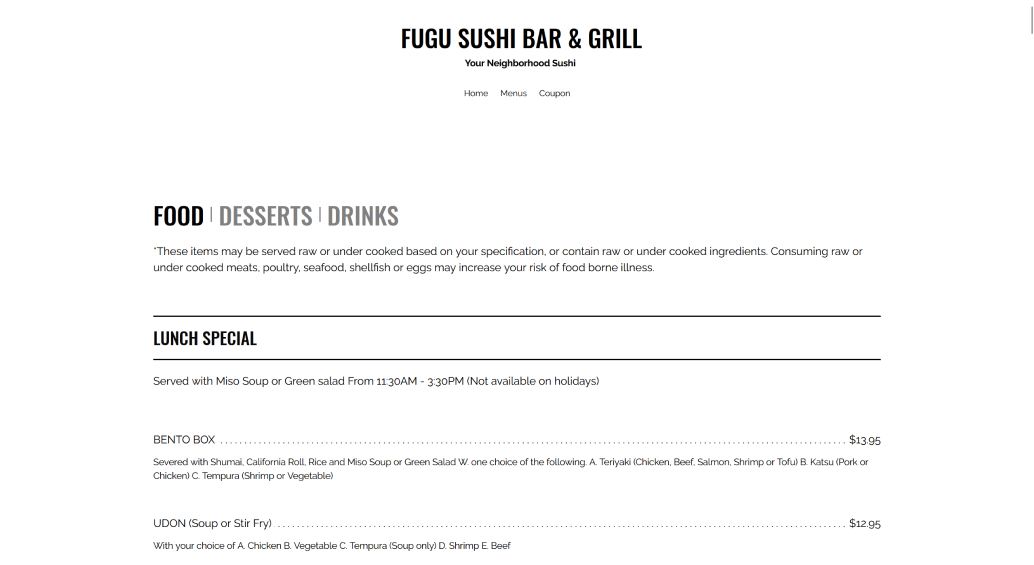 FUGU SUSHI BAR & GRILL
Your Neighborhood Sushi
Home Menus Coupon
FOOD | DESSERTS | DRINKS
*These items may be served raw or under cooked based on your specification, or contain raw or under cooked ingredients. Consuming raw or
under cooked meats, poultry, seafood, shellfish or eggs may increase your risk of food borne illness.
LUNCH SPECIAL
Served with Miso Soup or Green salad From 11:30AM - 3:30PM (Not available on holidays)
BENTO BOX $13.95
Severed with Shumai, California Roll, Rice and Miso Soup or Green Salad W. one choice of the following. A. Teriyaki (Chicken, Beef, Salmon, Shrimp or Tofu) B. Katsu (Pork or
Chicken) C. Tempura (Shrimp or Vegetable)
UDON (Soup or Stir Fry) $12.95
With your choice of A. Chicken B. Vegetable C. Tempura (Soup only) D. Shrimp E. Beef